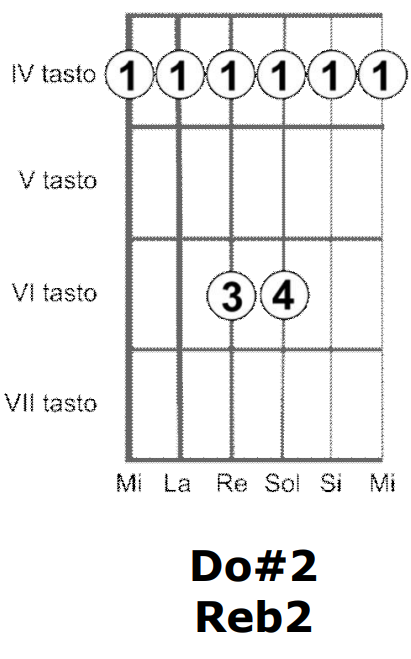 IV tasto 1 1 1 1 1 1
V tasto
VI tasto 3 4
VII tasto
Mi La Re Sol Si Mi
Do#2
Reb2